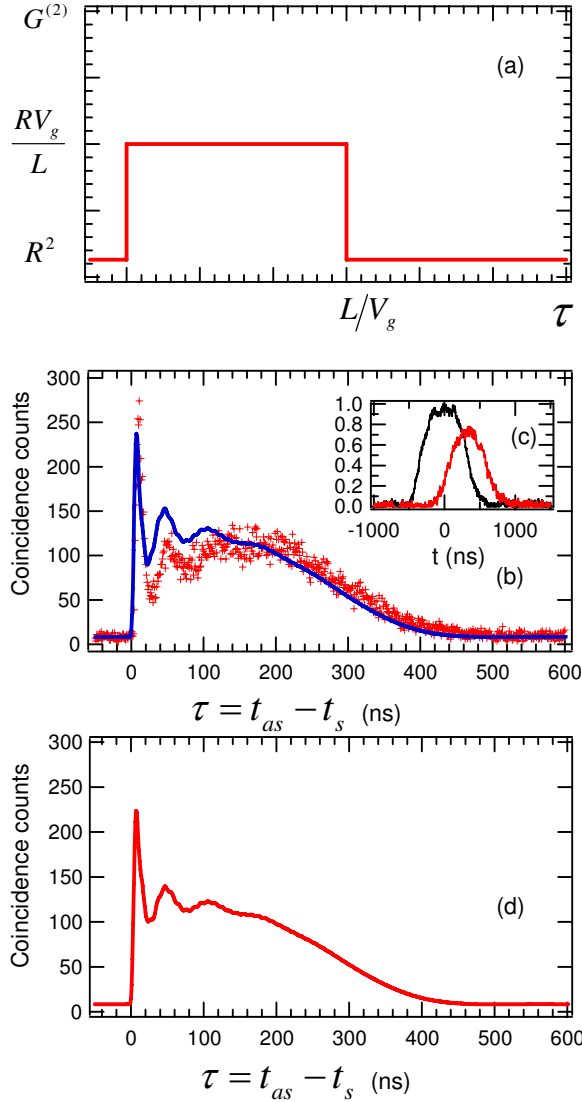 G^(2)
(a)
RV_g
L
R^2
L/V_g
τ
300
250
200
150
100
50
0
Coincidence counts
1.0
0.8
0.6
0.4
0.2
0.0
(c)
-1000
0
1000
t (ns)
(b)
0
100
200
300
400
500
600
τ = t_as − t_s (ns)
300
250
200
150
100
50
0
Coincidence counts
(d)
0
100
200
300
400
500
600
τ = t_as − t_s (ns)